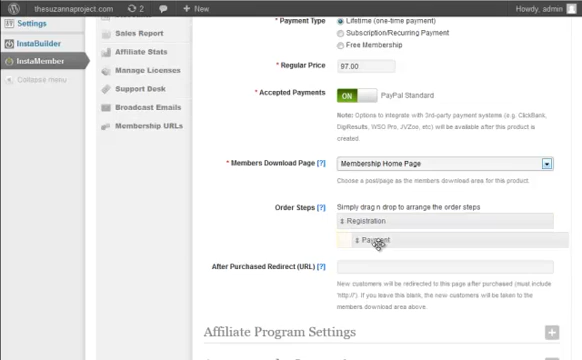 thesuzannaproject.com 2 + New Howdy, admin
Settings
InstaBuilder
InstaMember
Collapse menu
Sales Report
Affiliate Stats
Manage Licenses
Support Desk
Broadcast Emails
Membership URLs
* Payment Type Lifetime (one-time payment)
Subscription/Recurring Payment
Free Membership
* Regular Price 97.00
* Accepted Payments ON PayPal Standard
Note: Options to integrate with 3rd-party payment systems (e.g. ClickBank,
DigiResults, WSO Pro, JVZoo, etc) will be available after this product is
created.
* Members Download Page [?] Membership Home Page
Choose a post/page as the members download area for this product.
Order Steps [?] Simply drag n drop to arrange the order steps
Registration
Payment
After Purchased Redirect (URL) [?]
New customers will be redirected to this page after purchased (must include
'http://'). If you leave this blank, the new customers will be taken to the
members download area above.
Affiliate Program Settings